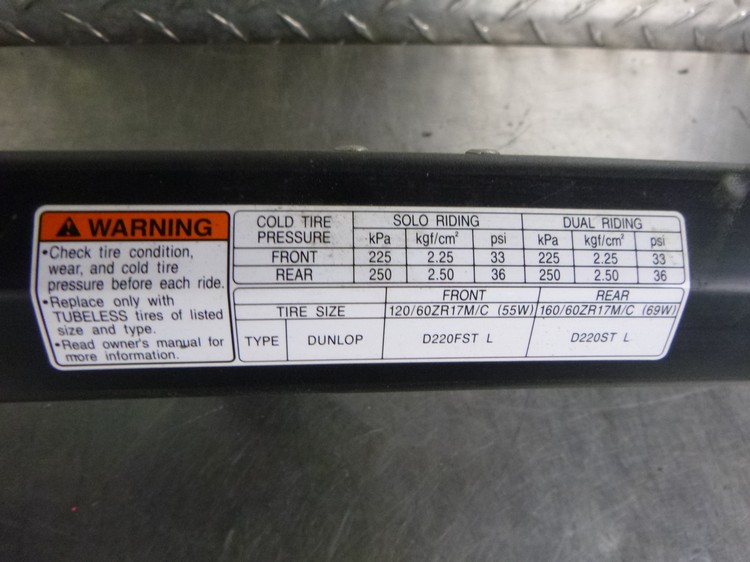 WARNING
•Check tire condition,
wear, and cold tire
pressure before each ride.
•Replace only with
TUBELESS tires of listed
size and type.
•Read owner's manual for
more information.
COLD TIRE PRESSURE SOLO RIDING DUAL RIDING
kPa kgf/cm² psi kPa kgf/cm² psi
FRONT 225 2.25 33 225 2.25 33
REAR 250 2.50 36 250 2.50 36
FRONT REAR
TIRE SIZE 120/60ZR17M/C (55W) 160/60ZR17M/C (69W)
TYPE DUNLOP D220FST L D220ST L